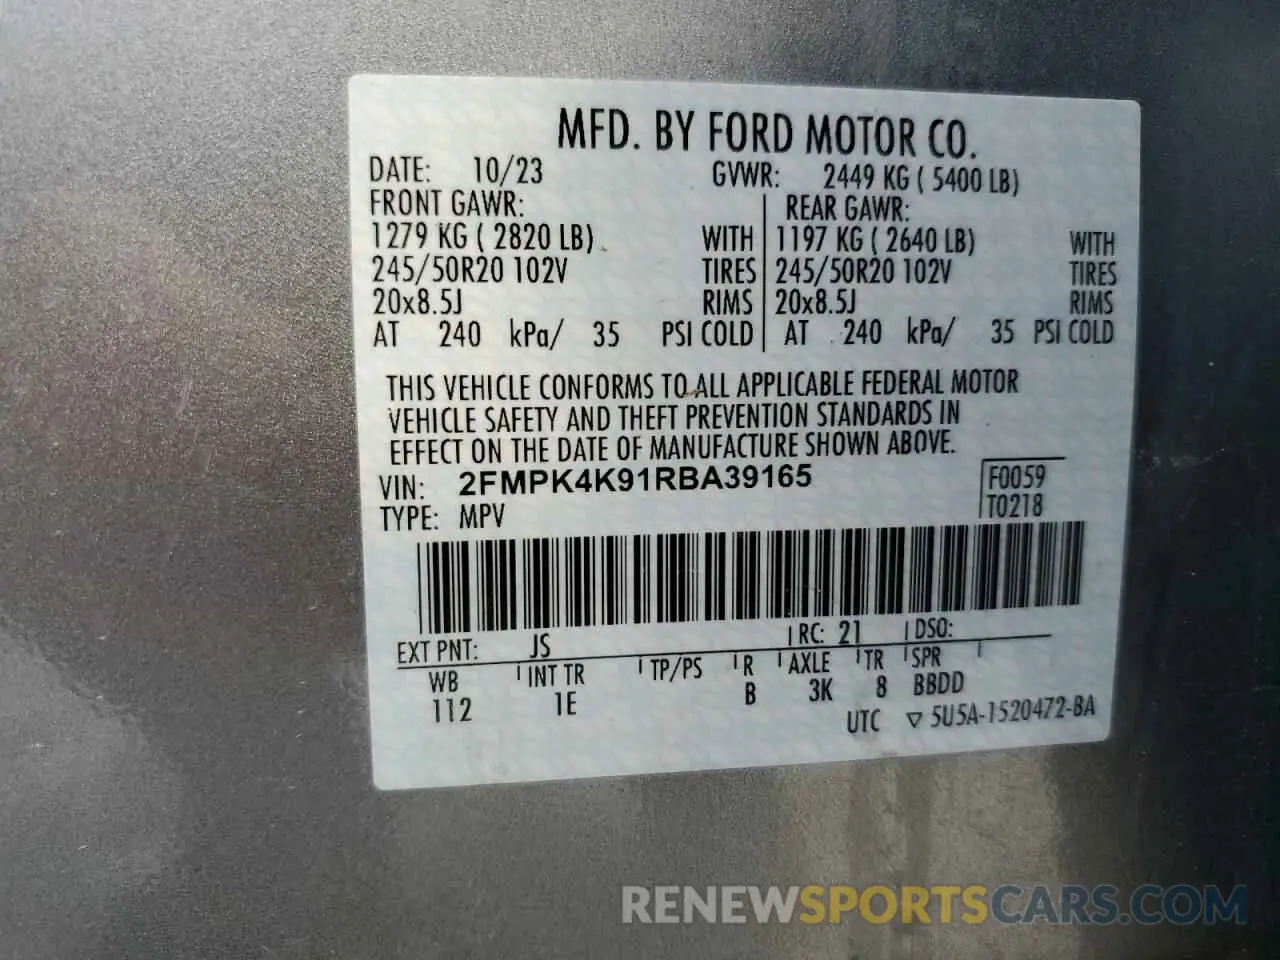 MFD. BY FORD MOTOR CO.
DATE: 10/23 GVWR: 2449 KG ( 5400 LB)
FRONT GAWR: REAR GAWR:
1279 KG ( 2820 LB) WITH 1197 KG ( 2640 LB) WITH
245/50R20 102V TIRES 245/50R20 102V TIRES
20x8.5J RIMS 20x8.5J RIMS
AT 240 kPa/ 35 PSI COLD AT 240 kPa/ 35 PSI COLD
THIS VEHICLE CONFORMS TO ALL APPLICABLE FEDERAL MOTOR
VEHICLE SAFETY AND THEFT PREVENTION STANDARDS IN
EFFECT ON THE DATE OF MANUFACTURE SHOWN ABOVE.
VIN: 2FMPK4K91RBA39165 F0059
TYPE: MPV T0218
EXT PNT: JS RC: 21 DSO:
WB INT TR TP/PS R AXLE TR SPR
112 1E B 3K 8 BBDD
UTC ▽ 5U5A-1520472-BA
RENEWSPORTSCARS.COM